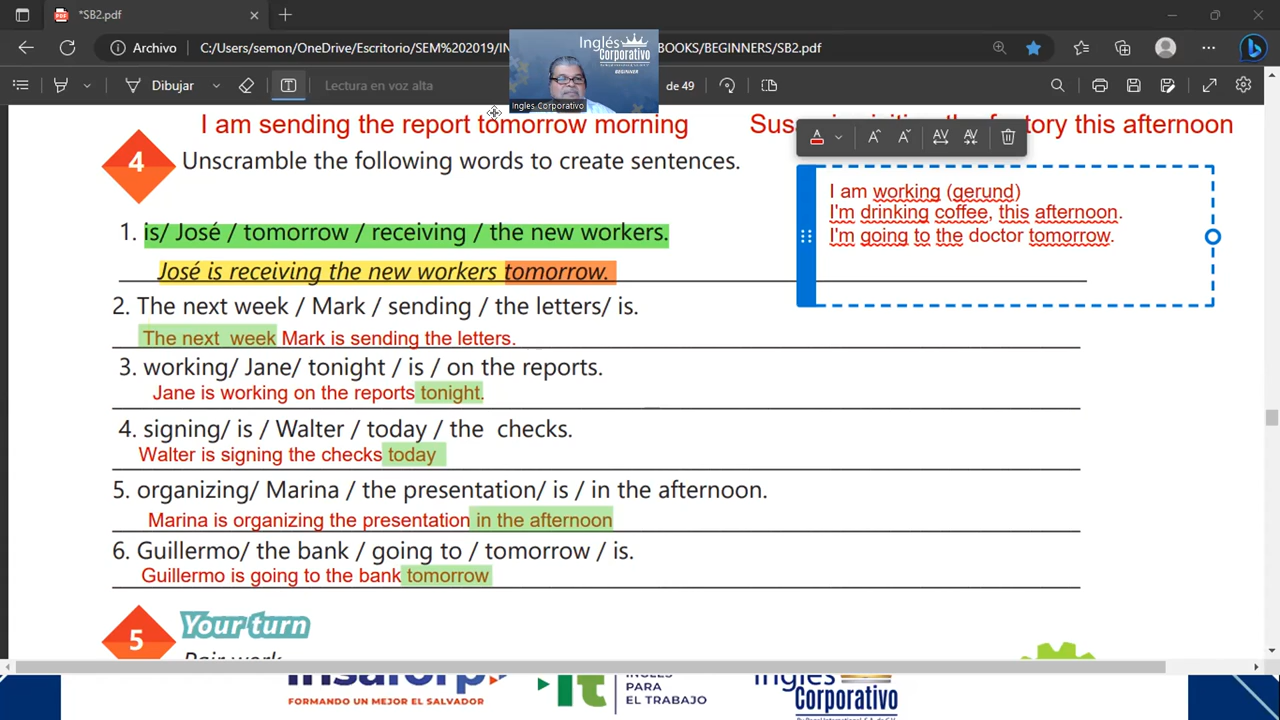 *SB2.pdf
Archivo
C:/Users/semon/OneDrive/Escritorio/SEM%202019/IN
BOOKS/BEGINNERS/SB2.pdf
Inglés
Corporativo
BEGINNER
Ingles Corporativo
Dibujar
Lectura en voz alta
de 49
I am sending the report tomorrow morning
this afternoon
4
Unscramble the following words to create sentences.
I am working (gerund)
I'm drinking coffee, this afternoon.
I'm going to the doctor tomorrow.
1. is/ José / tomorrow / receiving / the new workers.
José is receiving the new workers tomorrow.
2. The next week / Mark / sending / the letters/ is.
The next week Mark is sending the letters.
3. working/ Jane/ tonight / is / on the reports.
Jane is working on the reports tonight.
4. signing/ is / Walter / today / the checks.
Walter is signing the checks today
5. organizing/ Marina / the presentation/ is / in the afternoon.
Marina is organizing the presentation in the afternoon
6. Guillermo/ the bank / going to / tomorrow / is.
Guillermo is going to the bank tomorrow
5
Your turn
Pair work
insaforp
FORMANDO UN MEJOR EL SALVADOR
it
INGLÉS
PARA
EL TRABAJO
Inglés
Corporativo